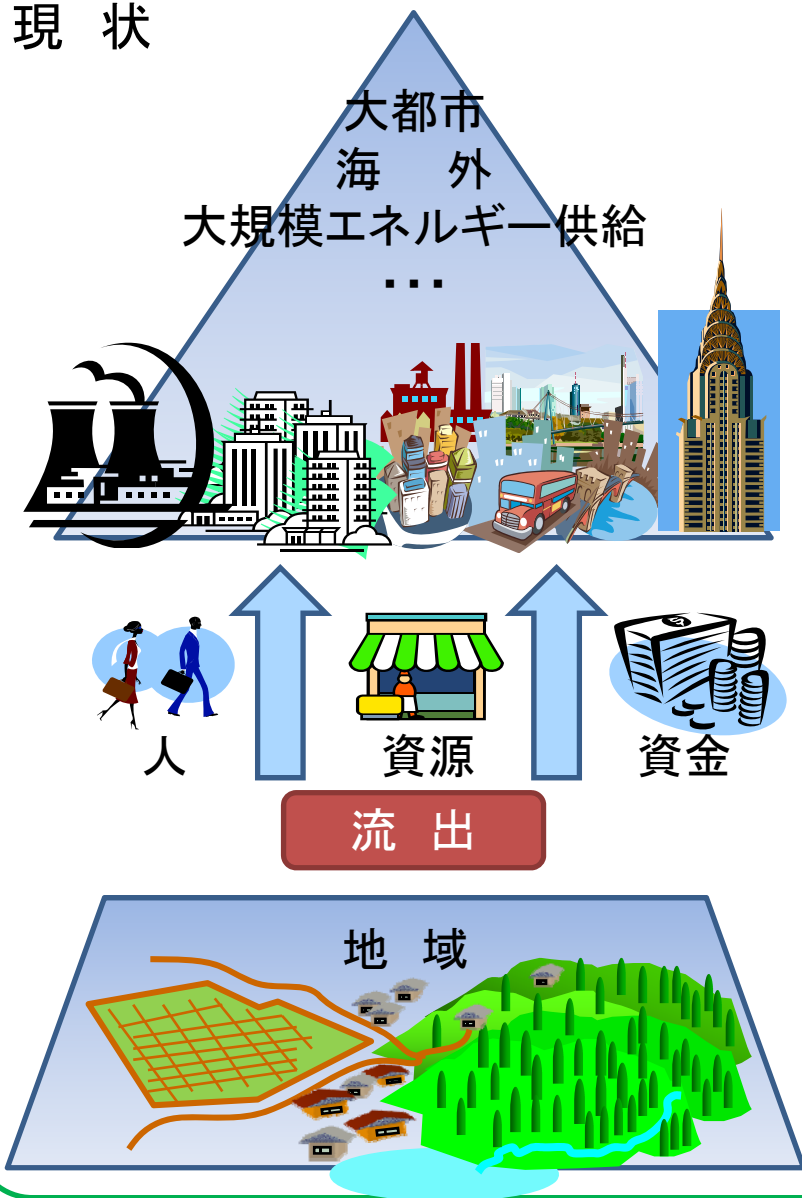 現 状
大都市
海 外
大規模エネルギー供給
・・・
人
資源
資金
流 出
地 域